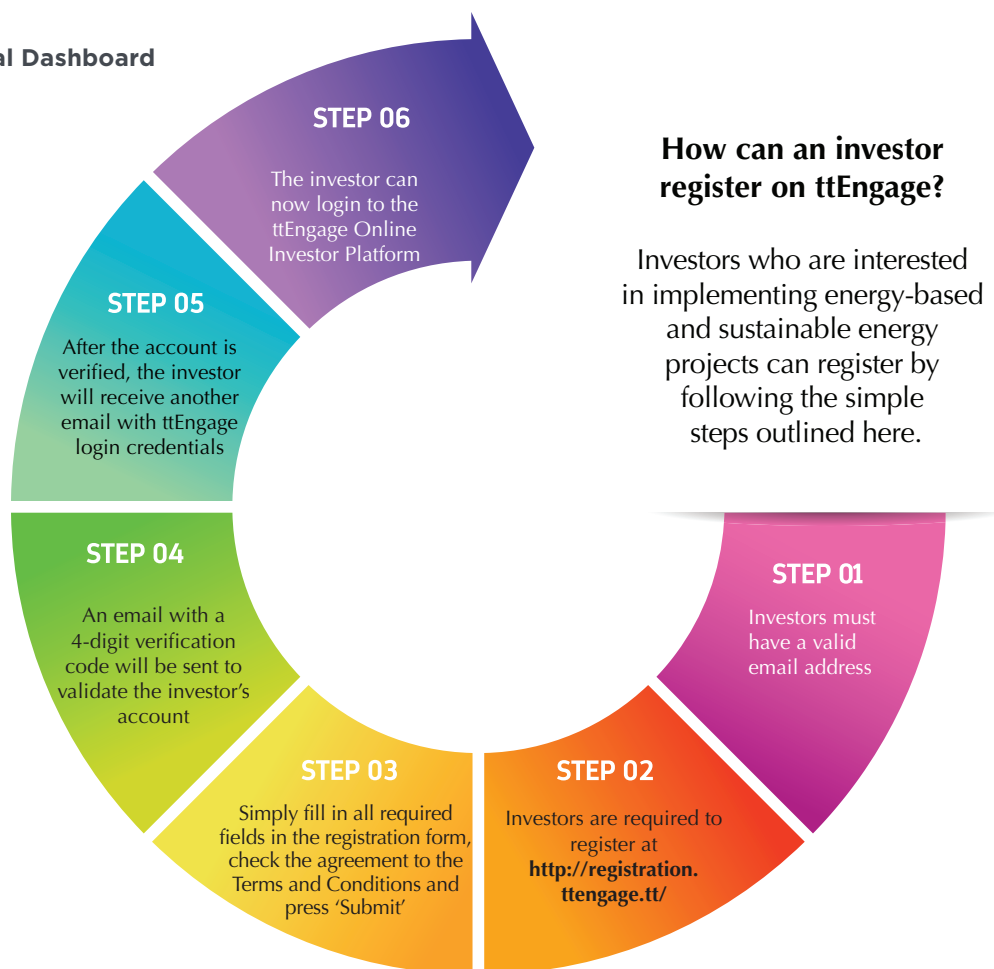 al Dashboard
How can an investor
register on ttEngage?
Investors who are interested
in implementing energy-based
and sustainable energy
projects can register by
following the simple
steps outlined here.
STEP 01
Investors must
have a valid
email address
STEP 02
Investors are required to
register at
http://registration.
ttengage.tt/
STEP 03
Simply fill in all required
fields in the registration form,
check the agreement to the
Terms and Conditions and
press ‘Submit’
STEP 04
An email with a
4-digit verification
code will be sent to
validate the investor’s
account
STEP 05
After the account is
verified, the investor
will receive another
email with ttEngage
login credentials
STEP 06
The investor can
now login to the
ttEngage Online
Investor Platform